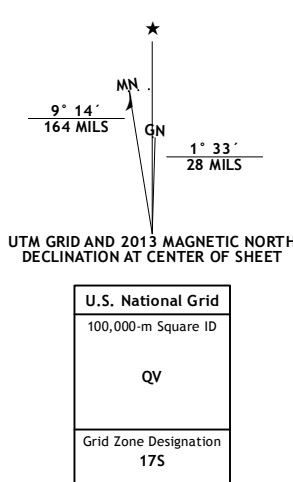 ★
MN
9° 14´
164 MILS
GN
1° 33´
28 MILS
UTM GRID AND 2013 MAGNETIC NORTH
DECLINATION AT CENTER OF SHEET
U.S. National Grid
100,000-m Square ID
QV
Grid Zone Designation
17S